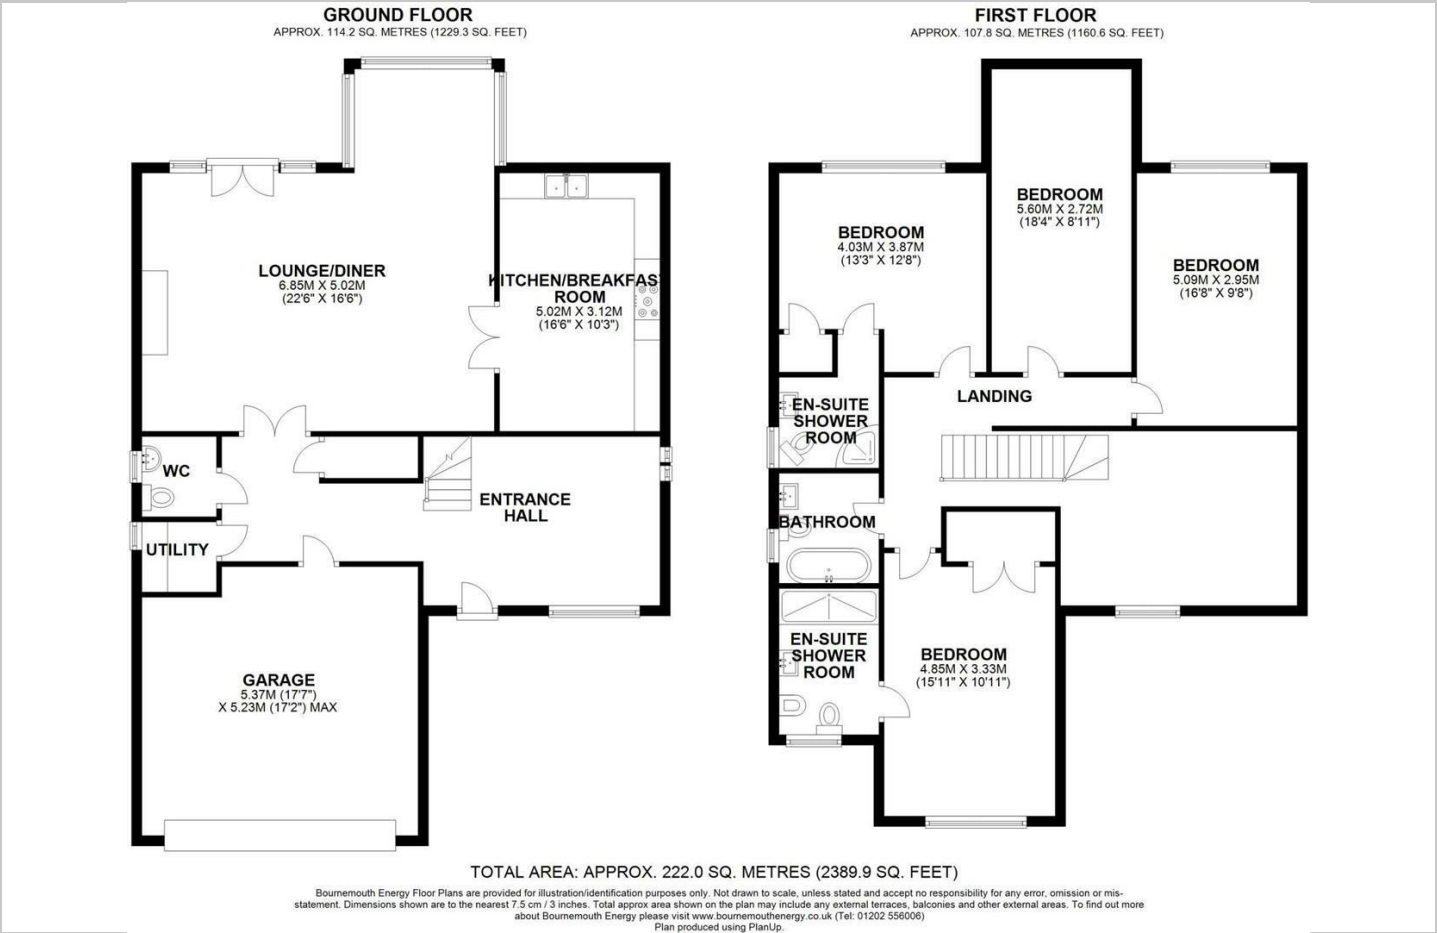 GROUND FLOOR
APPROX. 114.2 SQ. METRES (1229.3 SQ. FEET)
LOUNGE/DINER
6.85M X 5.02M
(22'6" X 16'6")
KITCHEN/BREAKFAST
ROOM
5.02M X 3.12M
(16'6" X 10'3")
WC
UTILITY
ENTRANCE
HALL
GARAGE
5.37M (17'7")
X 5.23M (17'2") MAX
FIRST FLOOR
APPROX. 107.8 SQ. METRES (1160.6 SQ. FEET)
BEDROOM
4.03M X 3.87M
(13'3" X 12'8")
BEDROOM
5.60M X 2.72M
(18'4" X 8'11")
BEDROOM
5.09M X 2.95M
(16'8" X 9'8")
LANDING
EN-SUITE
SHOWER
ROOM
BATHROOM
EN-SUITE
SHOWER
ROOM
BEDROOM
4.85M X 3.33M
(15'11" X 10'11")
TOTAL AREA: APPROX. 222.0 SQ. METRES (2389.9 SQ. FEET)
Bournemouth Energy Floor Plans are provided for illustration/identification purposes only. Not drawn to scale, unless stated and accept no responsibility for any error, omission or mis-
statement. Dimensions shown are to the nearest 7.5 cm / 3 inches. Total approx area shown on the plan may include any external terraces, balconies and other external areas. To find out more
about Bournemouth Energy please visit www.bournemouthenergy.co.uk (Tel: 01202 556006)
Plan produced using PlanUp.